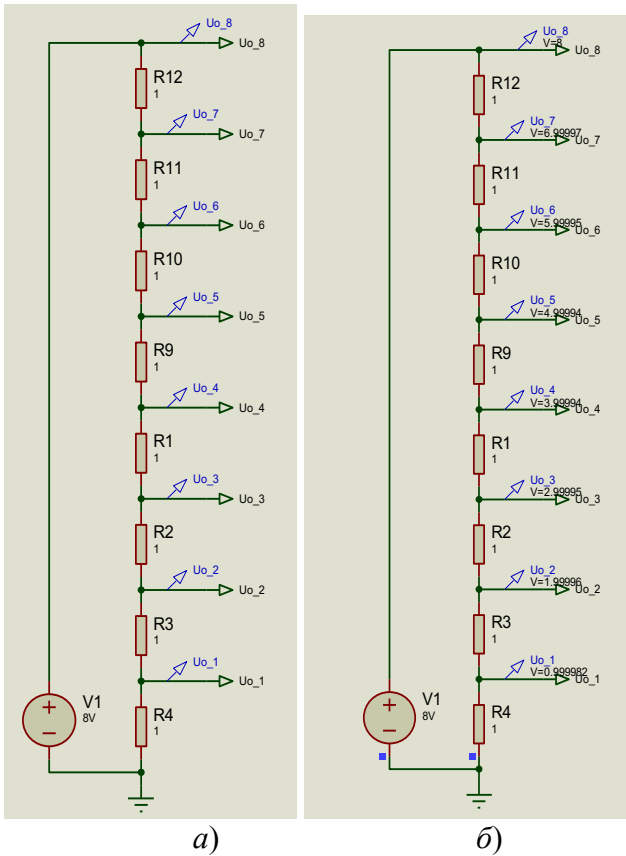 Uo_8
Uo_8
R12
1
Uo_7
Uo_7
R11
1
Uo_6
Uo_6
R10
1
Uo_5
Uo_5
R9
1
Uo_4
Uo_4
R1
1
Uo_3
Uo_3
R2
1
Uo_2
Uo_2
R3
1
Uo_1
Uo_1
V1
8V
R4
1
а)
Uo_8
V=8
Uo_8
R12
1
Uo_7
V=6.99997
Uo_7
R11
1
Uo_6
V=5.99995
Uo_6
R10
1
Uo_5
V=4.99994
Uo_5
R9
1
Uo_4
V=3.99994
Uo_4
R1
1
Uo_3
V=2.99995
Uo_3
R2
1
Uo_2
V=1.99996
Uo_2
R3
1
Uo_1
V=0.999982
Uo_1
V1
8V
R4
1
б)